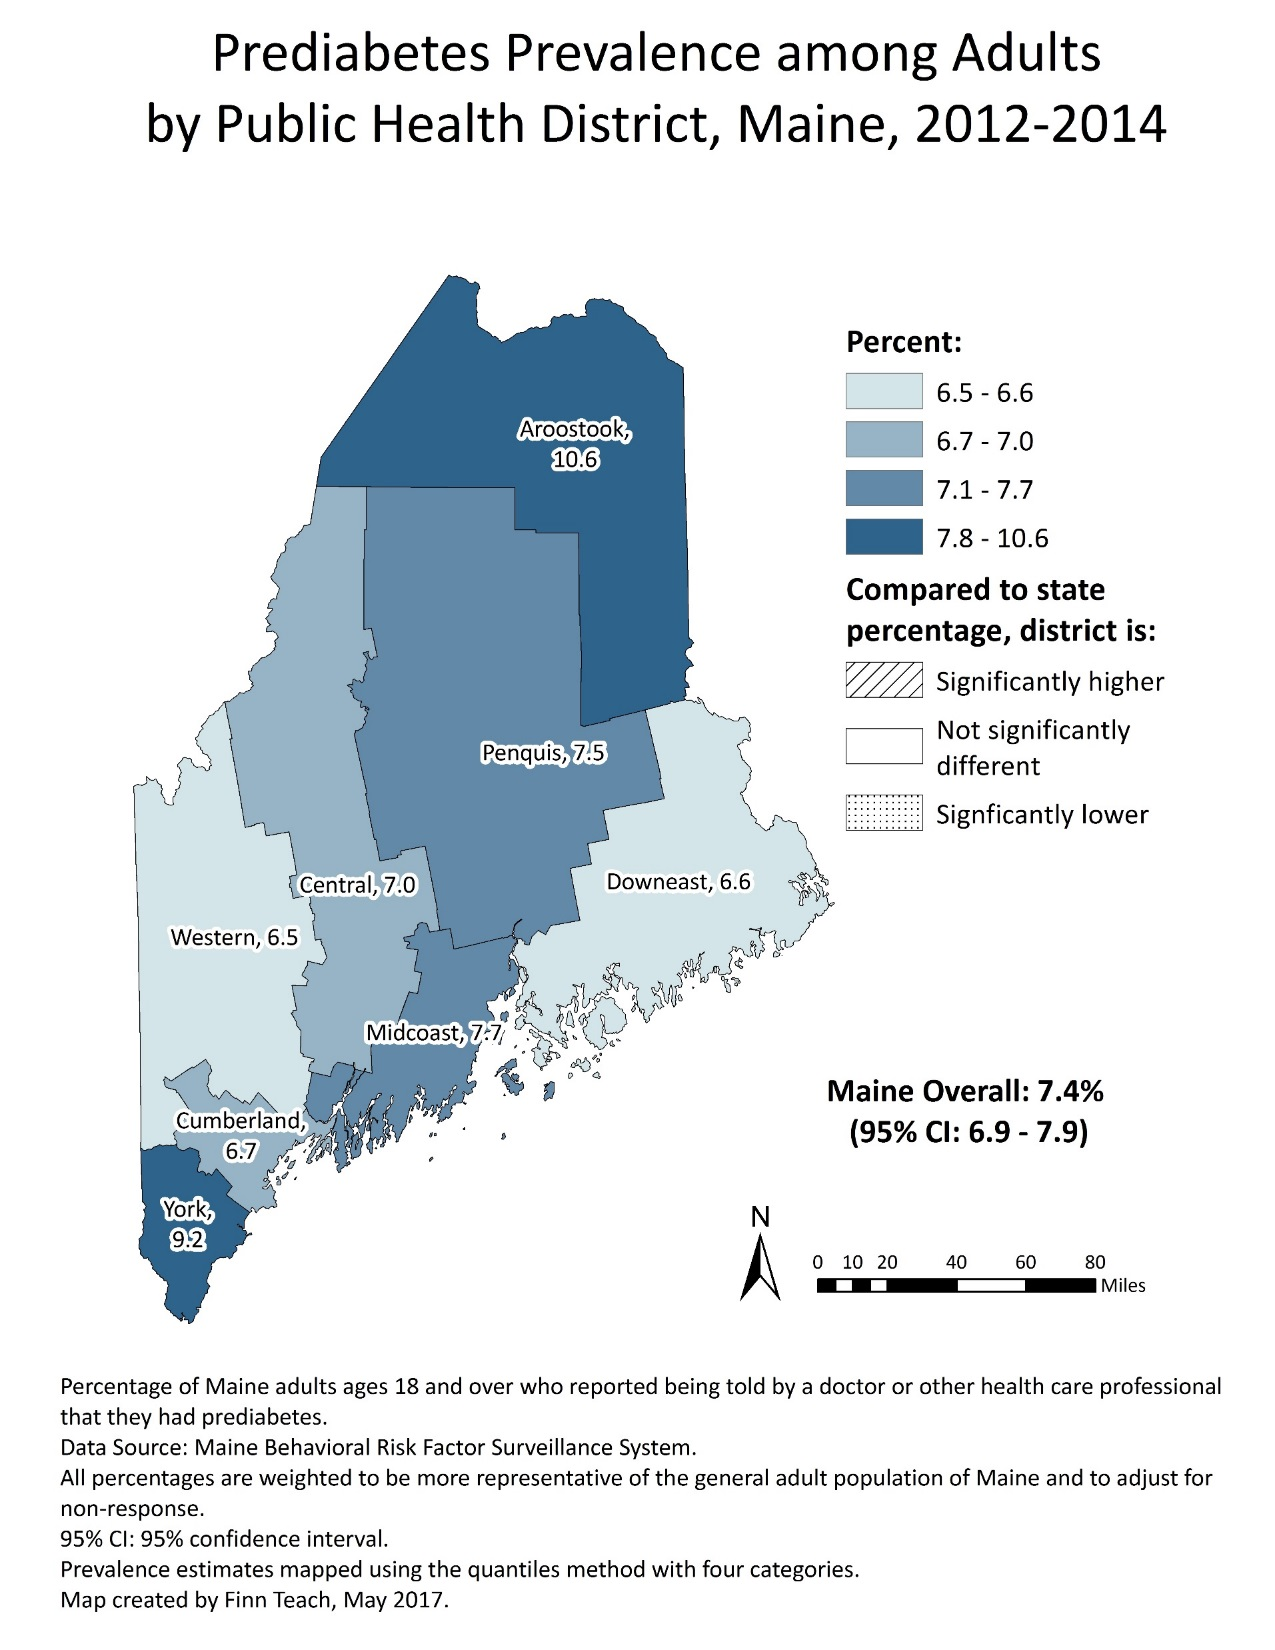 Prediabetes Prevalence among Adults
by Public Health District, Maine, 2012-2014
Percent:
6.5 - 6.6
6.7 - 7.0
7.1 - 7.7
7.8 - 10.6
Compared to state
percentage, district is:
Significantly higher
Not significantly
different
Signficantly lower
Aroostook,
10.6
Penquis, 7.5
Downeast, 6.6
Central, 7.0
Western, 6.5
Midcoast, 7.7
Cumberland,
6.7
York,
9.2
Maine Overall: 7.4%
(95% CI: 6.9 - 7.9)
N
0 10 20 40 60 80
Miles
Percentage of Maine adults ages 18 and over who reported being told by a doctor or other health care professional
that they had prediabetes.
Data Source: Maine Behavioral Risk Factor Surveillance System.
All percentages are weighted to be more representative of the general adult population of Maine and to adjust for
non-response.
95% CI: 95% confidence interval.
Prevalence estimates mapped using the quantiles method with four categories.
Map created by Finn Teach, May 2017.